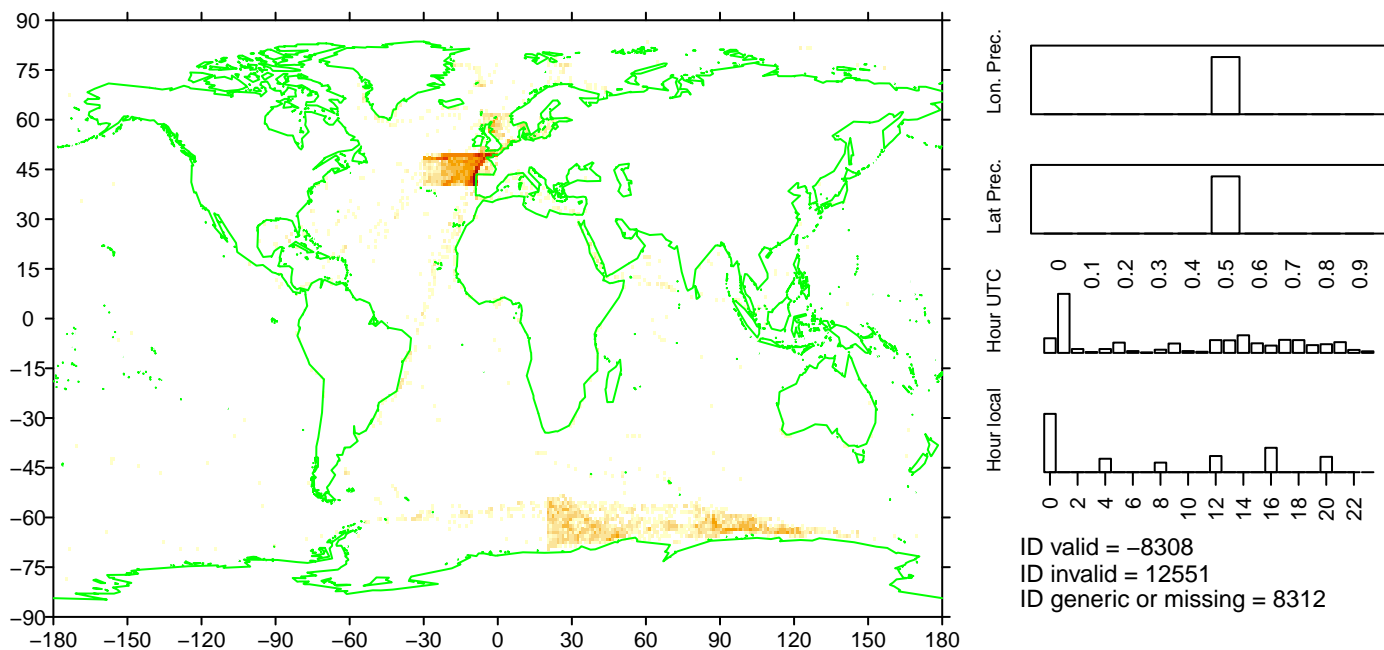 90
75
60
45
30
15
0
−15
−30
−45
−60
−75
−90
−180 −150 −120 −90 −60 −30 0 30 60 90 120 150 180
Lon. Prec.
Lat Prec.
0 0.1 0.2 0.3 0.4 0.5 0.6 0.7 0.8 0.9
Hour UTC
Hour local
0 2 4 6 8 10 12 14 16 18 20 22
ID valid = −8308
ID invalid = 12551
ID generic or missing = 8312